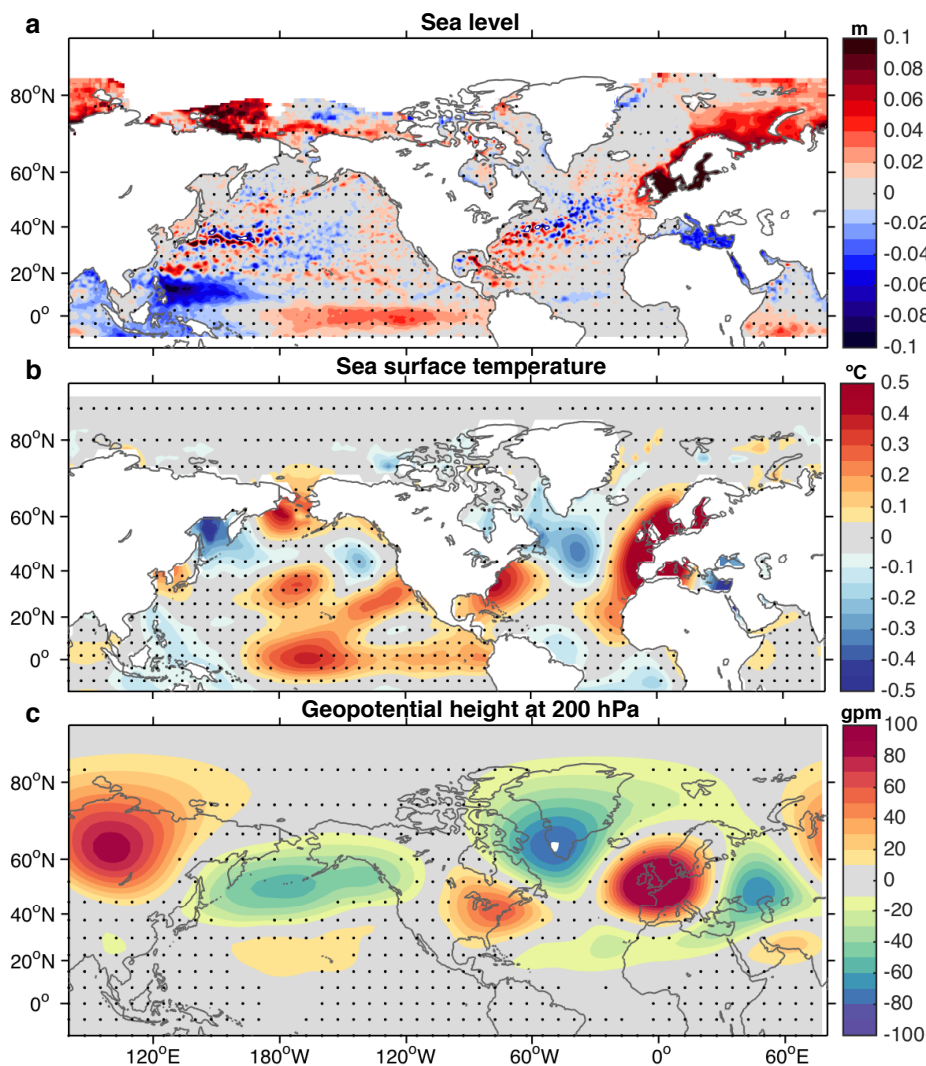 a Sea level m
80°N
60°N
40°N
20°N
0°
0.1
0.08
0.06
0.04
0.02
0
-0.02
-0.04
-0.06
-0.08
-0.1
b Sea surface temperature °C
80°N
60°N
40°N
20°N
0°
0.5
0.4
0.3
0.2
0.1
0
-0.1
-0.2
-0.3
-0.4
-0.5
c Geopotential height at 200 hPa gpm
80°N
60°N
40°N
20°N
0°
100
80
60
40
20
0
-20
-40
-60
-80
-100
120°E 180°W 120°W 60°W 0° 60°E